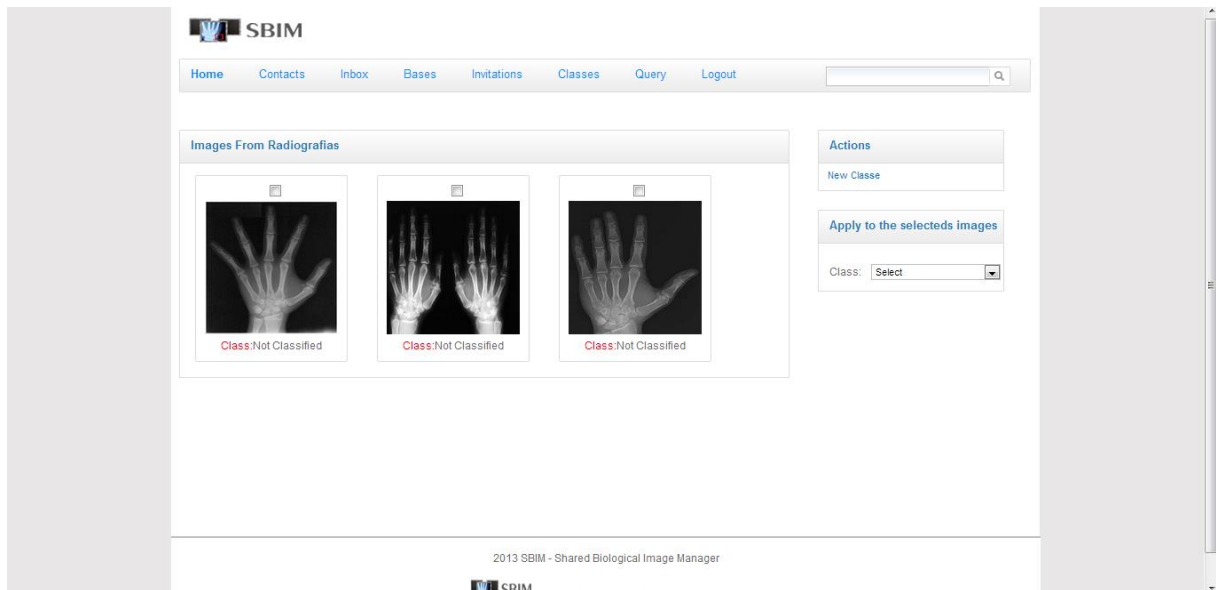 SBIM
Home Contacts Inbox Bases Invitations Classes Query Logout
Images From Radiografias
Class:Not Classified
Class:Not Classified
Class:Not Classified
Actions
New Classe
Apply to the selecteds images
Class: Select
2013 SBIM - Shared Biological Image Manager
SBIM